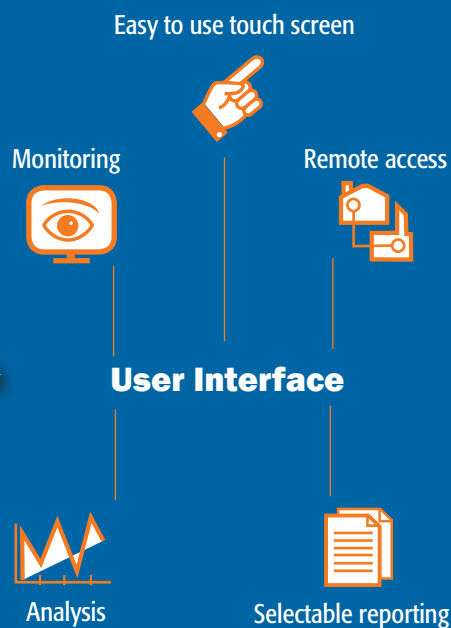 Easy to use touch screen
Monitoring
Remote access
User Interface
Analysis
Selectable reporting